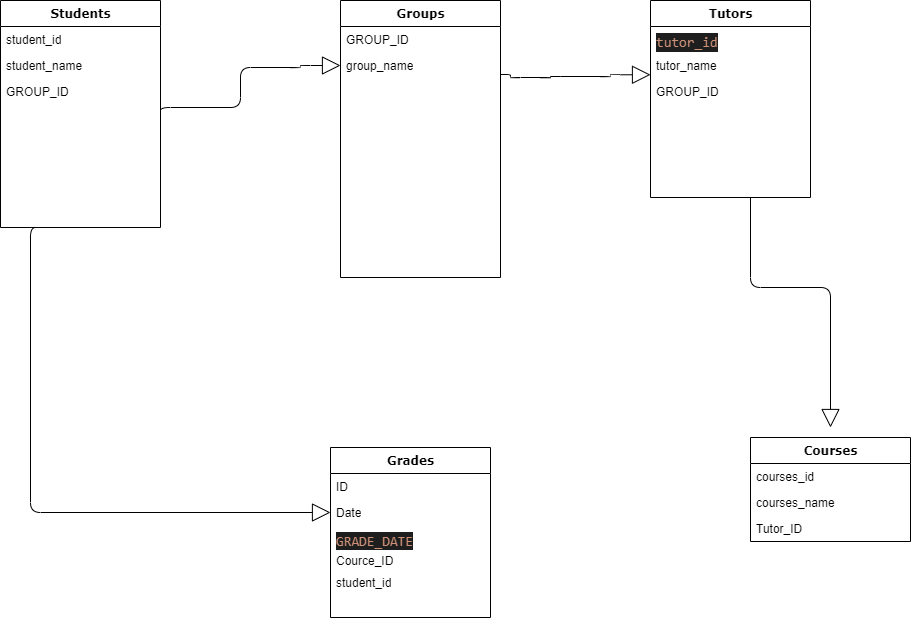 Students
student_id
student_name
GROUP_ID
Groups
GROUP_ID
group_name
Tutors
tutor_id
tutor_name
GROUP_ID
Grades
ID
Date
GRADE_DATE
Cource_ID
student_id
Courses
courses_id
courses_name
Tutor_ID